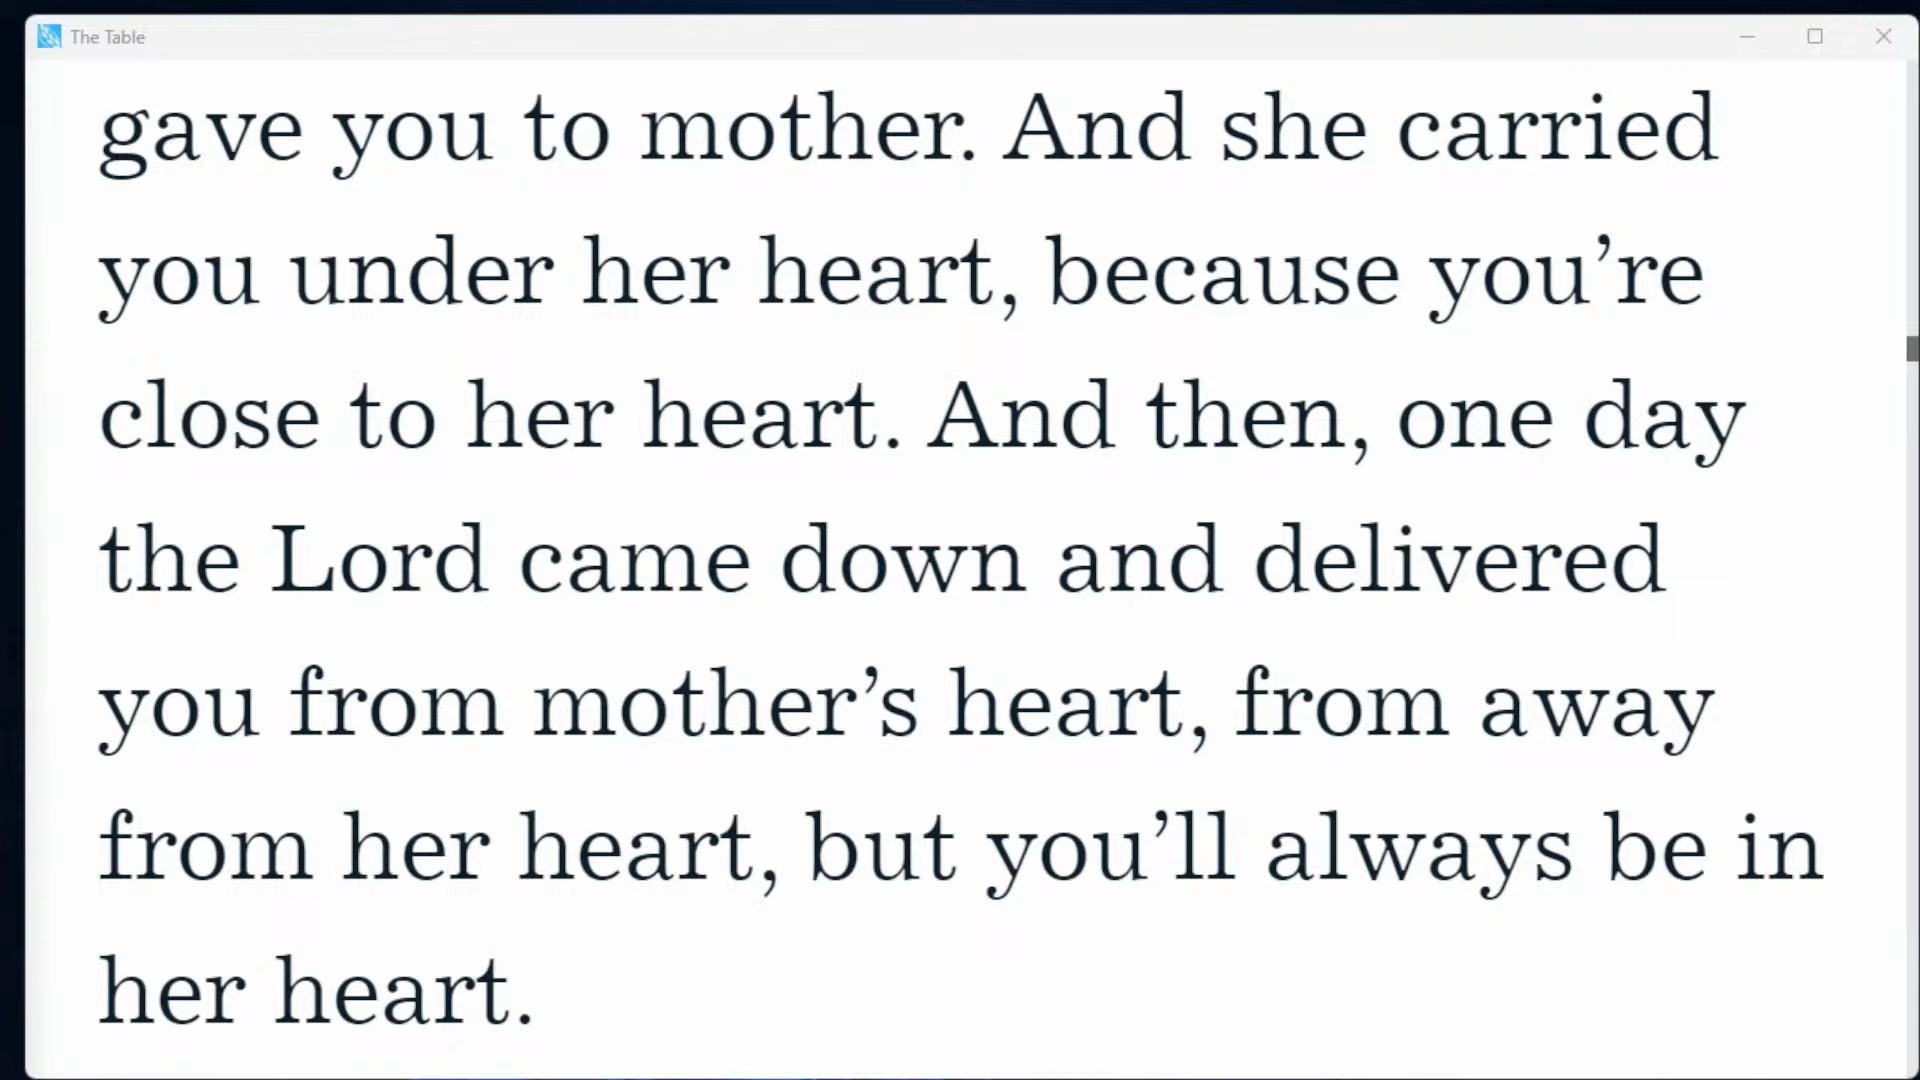 The Table
gave you to mother. And she carried
you under her heart, because you’re
close to her heart. And then, one day
the Lord came down and delivered
you from mother’s heart, from away
from her heart, but you’ll always be in
her heart.